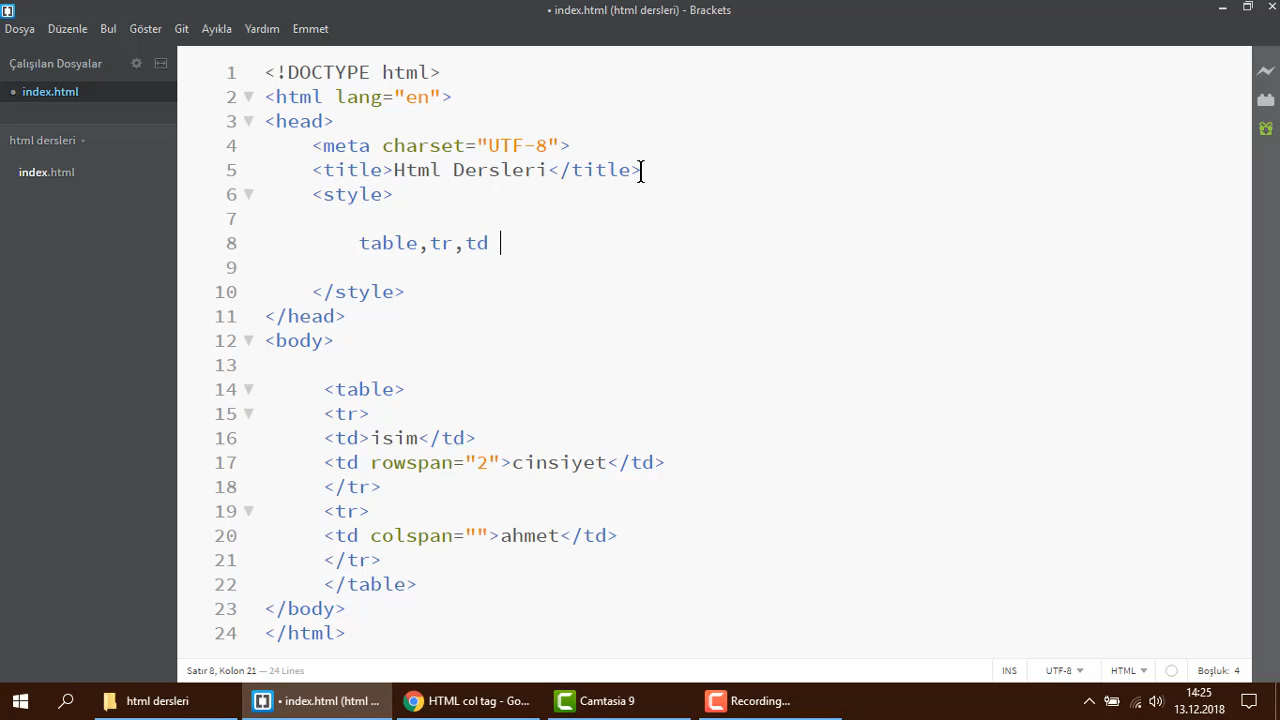 • index.html (html dersleri) - Brackets
Dosya Düzenle Bul Göster Git Ayıkla Yardım Emmet
Çalışılan Dosyalar
• index.html
html dersleri
index.html
1 <!DOCTYPE html>
2 <html lang="en">
3 <head>
4 <meta charset="UTF-8">
5 <title>Html Dersleri</title>
6 <style>
7
8 table,tr,td
9
10 </style>
11 </head>
12 <body>
13
14 <table>
15 <tr>
16 <td>isim</td>
17 <td rowspan="2">cinsiyet</td>
18 </tr>
19 <tr>
20 <td colspan="">ahmet</td>
21 </tr>
22 </table>
23 </body>
24 </html>
Satır 8, Kolon 21 — 24 Lines INS UTF-8 HTML Boşluk: 4
html dersleri • index.html (html ... HTML col tag - Go... Camtasia 9 Recording... 14:25
13.12.2018